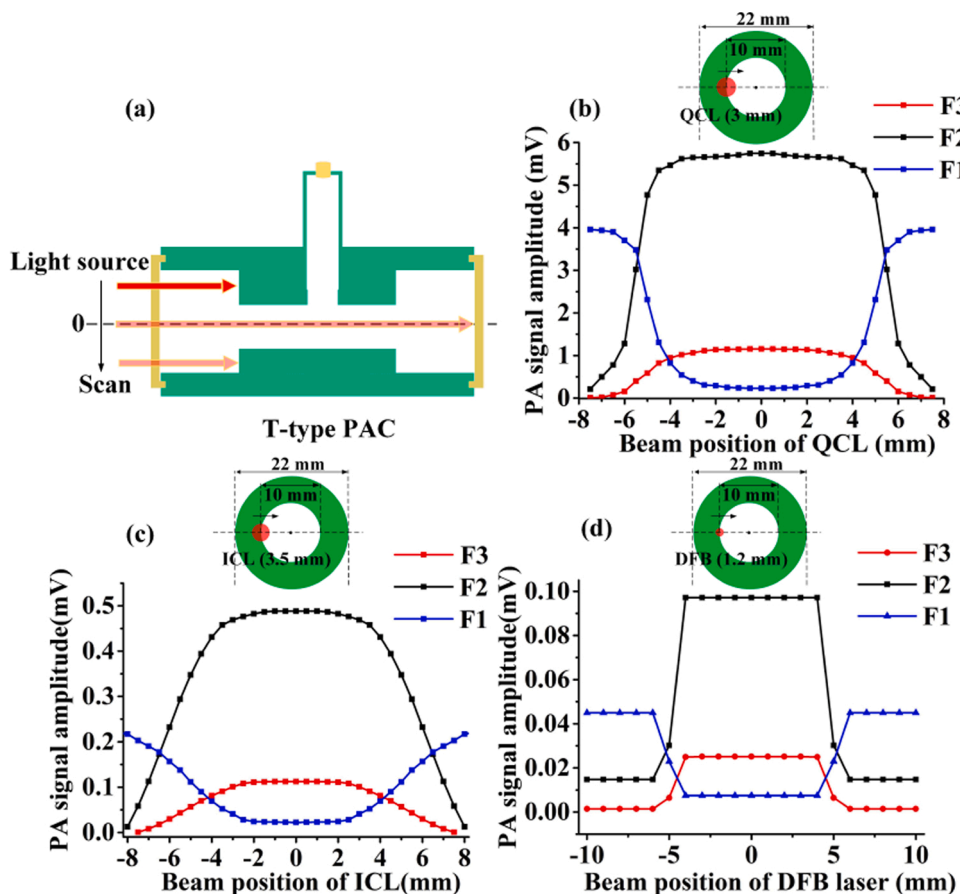 (a)
Light source
0
Scan
T-type PAC
22 mm
10 mm
QCL (3 mm)
(b)
F3
F2
F1
PA signal amplitude (mV)
6
5
4
3
2
1
0
-8 -6 -4 -2 0 2 4 6 8
Beam position of QCL (mm)
22 mm
10 mm
ICL (3.5 mm)
(c)
F3
F2
F1
PA signal amplitude(mV)
0.5
0.4
0.3
0.2
0.1
0.0
-8 -6 -4 -2 0 2 4 6 8
Beam position of ICL(mm)
22 mm
10 mm
DFB (1.2 mm)
(d)
F3
F2
F1
PA signal amplitude(mV)
0.10
0.08
0.06
0.04
0.02
0.00
-10 -5 0 5 10
Beam position of DFB laser (mm)